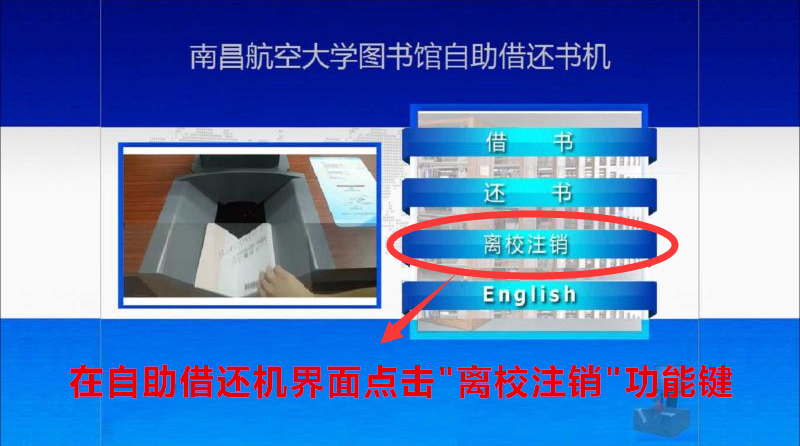 南昌航空大学图书馆自助借还书机
借 书
还 书
离校注销
English
在自助借还机界面点击"离校注销"功能键